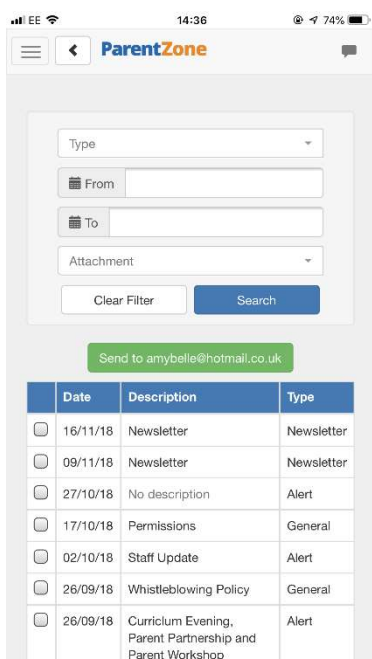 EE 14:36 74%
ParentZone
Type
From
To
Attachment
Clear Filter Search
Send to amybelle@hotmail.co.uk
Date Description Type
16/11/18 Newsletter Newsletter
09/11/18 Newsletter Newsletter
27/10/18 No description Alert
17/10/18 Permissions General
02/10/18 Staff Update Alert
26/09/18 Whistleblowing Policy General
26/09/18 Curriclum Evening, Alert
Parent Partnership and
Parent Workshop